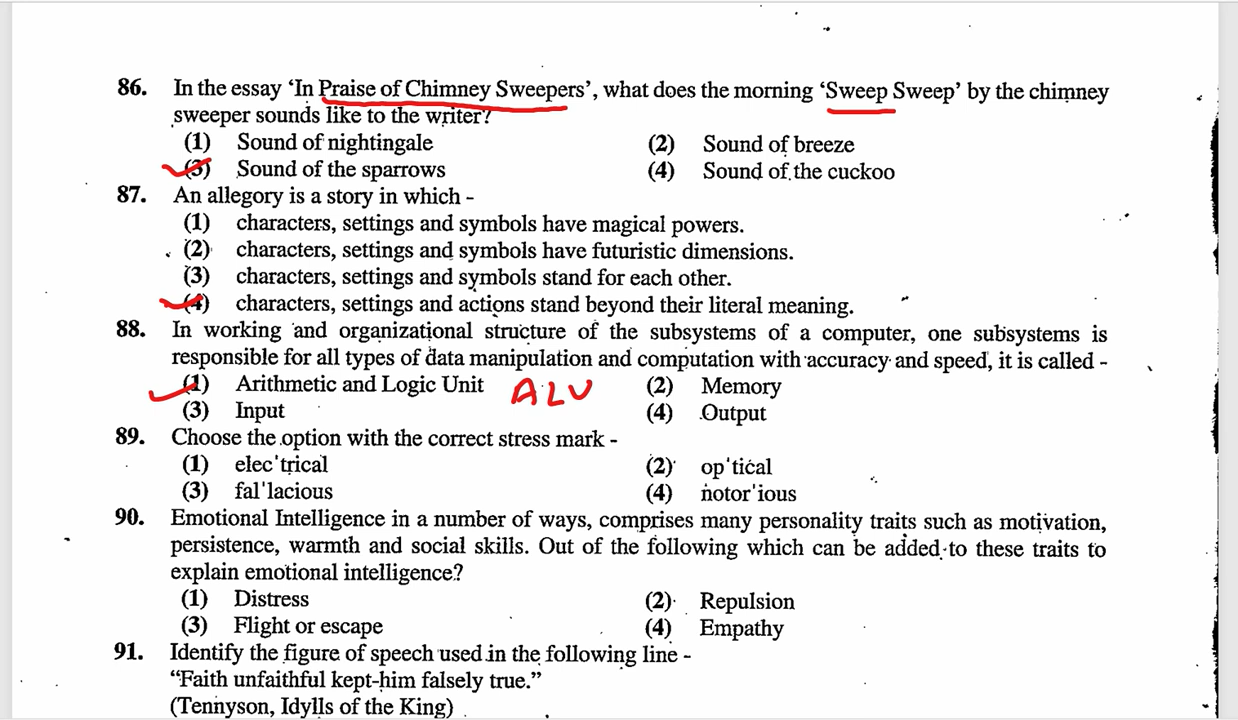 86. In the essay ‘In Praise of Chimney Sweepers’, what does the morning ‘Sweep Sweep’ by the chimney
sweeper sounds like to the writer?
(1) Sound of nightingale (2) Sound of breeze
(3) Sound of the sparrows (4) Sound of the cuckoo
87. An allegory is a story in which -
(1) characters, settings and symbols have magical powers.
(2) characters, settings and symbols have futuristic dimensions.
(3) characters, settings and symbols stand for each other.
(4) characters, settings and actions stand beyond their literal meaning.
88. In working and organizational structure of the subsystems of a computer, one subsystems is
responsible for all types of data manipulation and computation with accuracy and speed, it is called -
(1) Arithmetic and Logic Unit ALU (2) Memory
(3) Input (4) Output
89. Choose the option with the correct stress mark -
(1) elec'trical (2) op'tical
(3) fal'lacious (4) notor'ious
90. Emotional Intelligence in a number of ways, comprises many personality traits such as motivation,
persistence, warmth and social skills. Out of the following which can be added to these traits to
explain emotional intelligence?
(1) Distress (2) Repulsion
(3) Flight or escape (4) Empathy
91. Identify the figure of speech used in the following line -
“Faith unfaithful kept-him falsely true.”
(Tennyson, Idylls of the King)